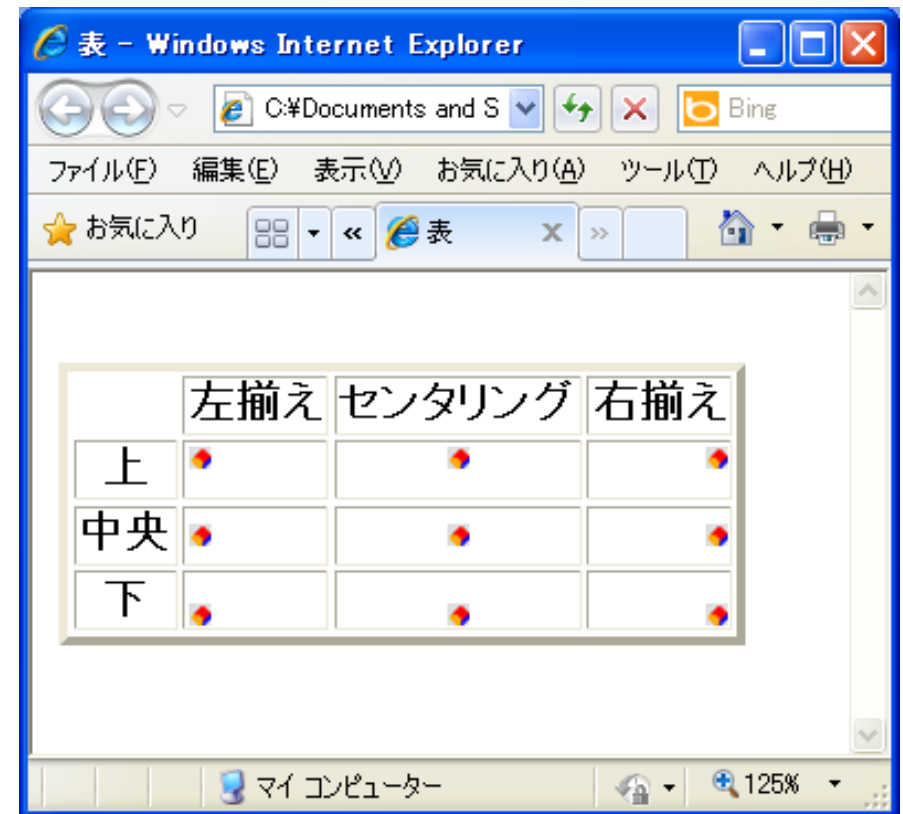 表 - Windows Internet Explorer
C:¥Documents and S Bing
ファイル(F) 編集(E) 表示(V) お気に入り(A) ツール(T) ヘルプ(H)
お気に入り 表
左揃え センタリング 右揃え
上
中央
下
マイ コンピューター 125%